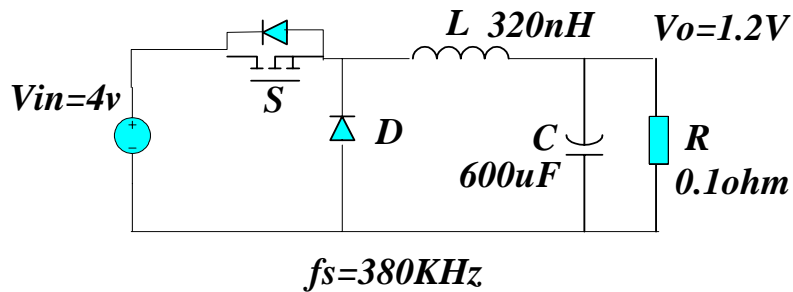 L 320nH
Vo=1.2V
Vin=4v
S
D
C
600uF
R
0.1ohm
fs=380KHz